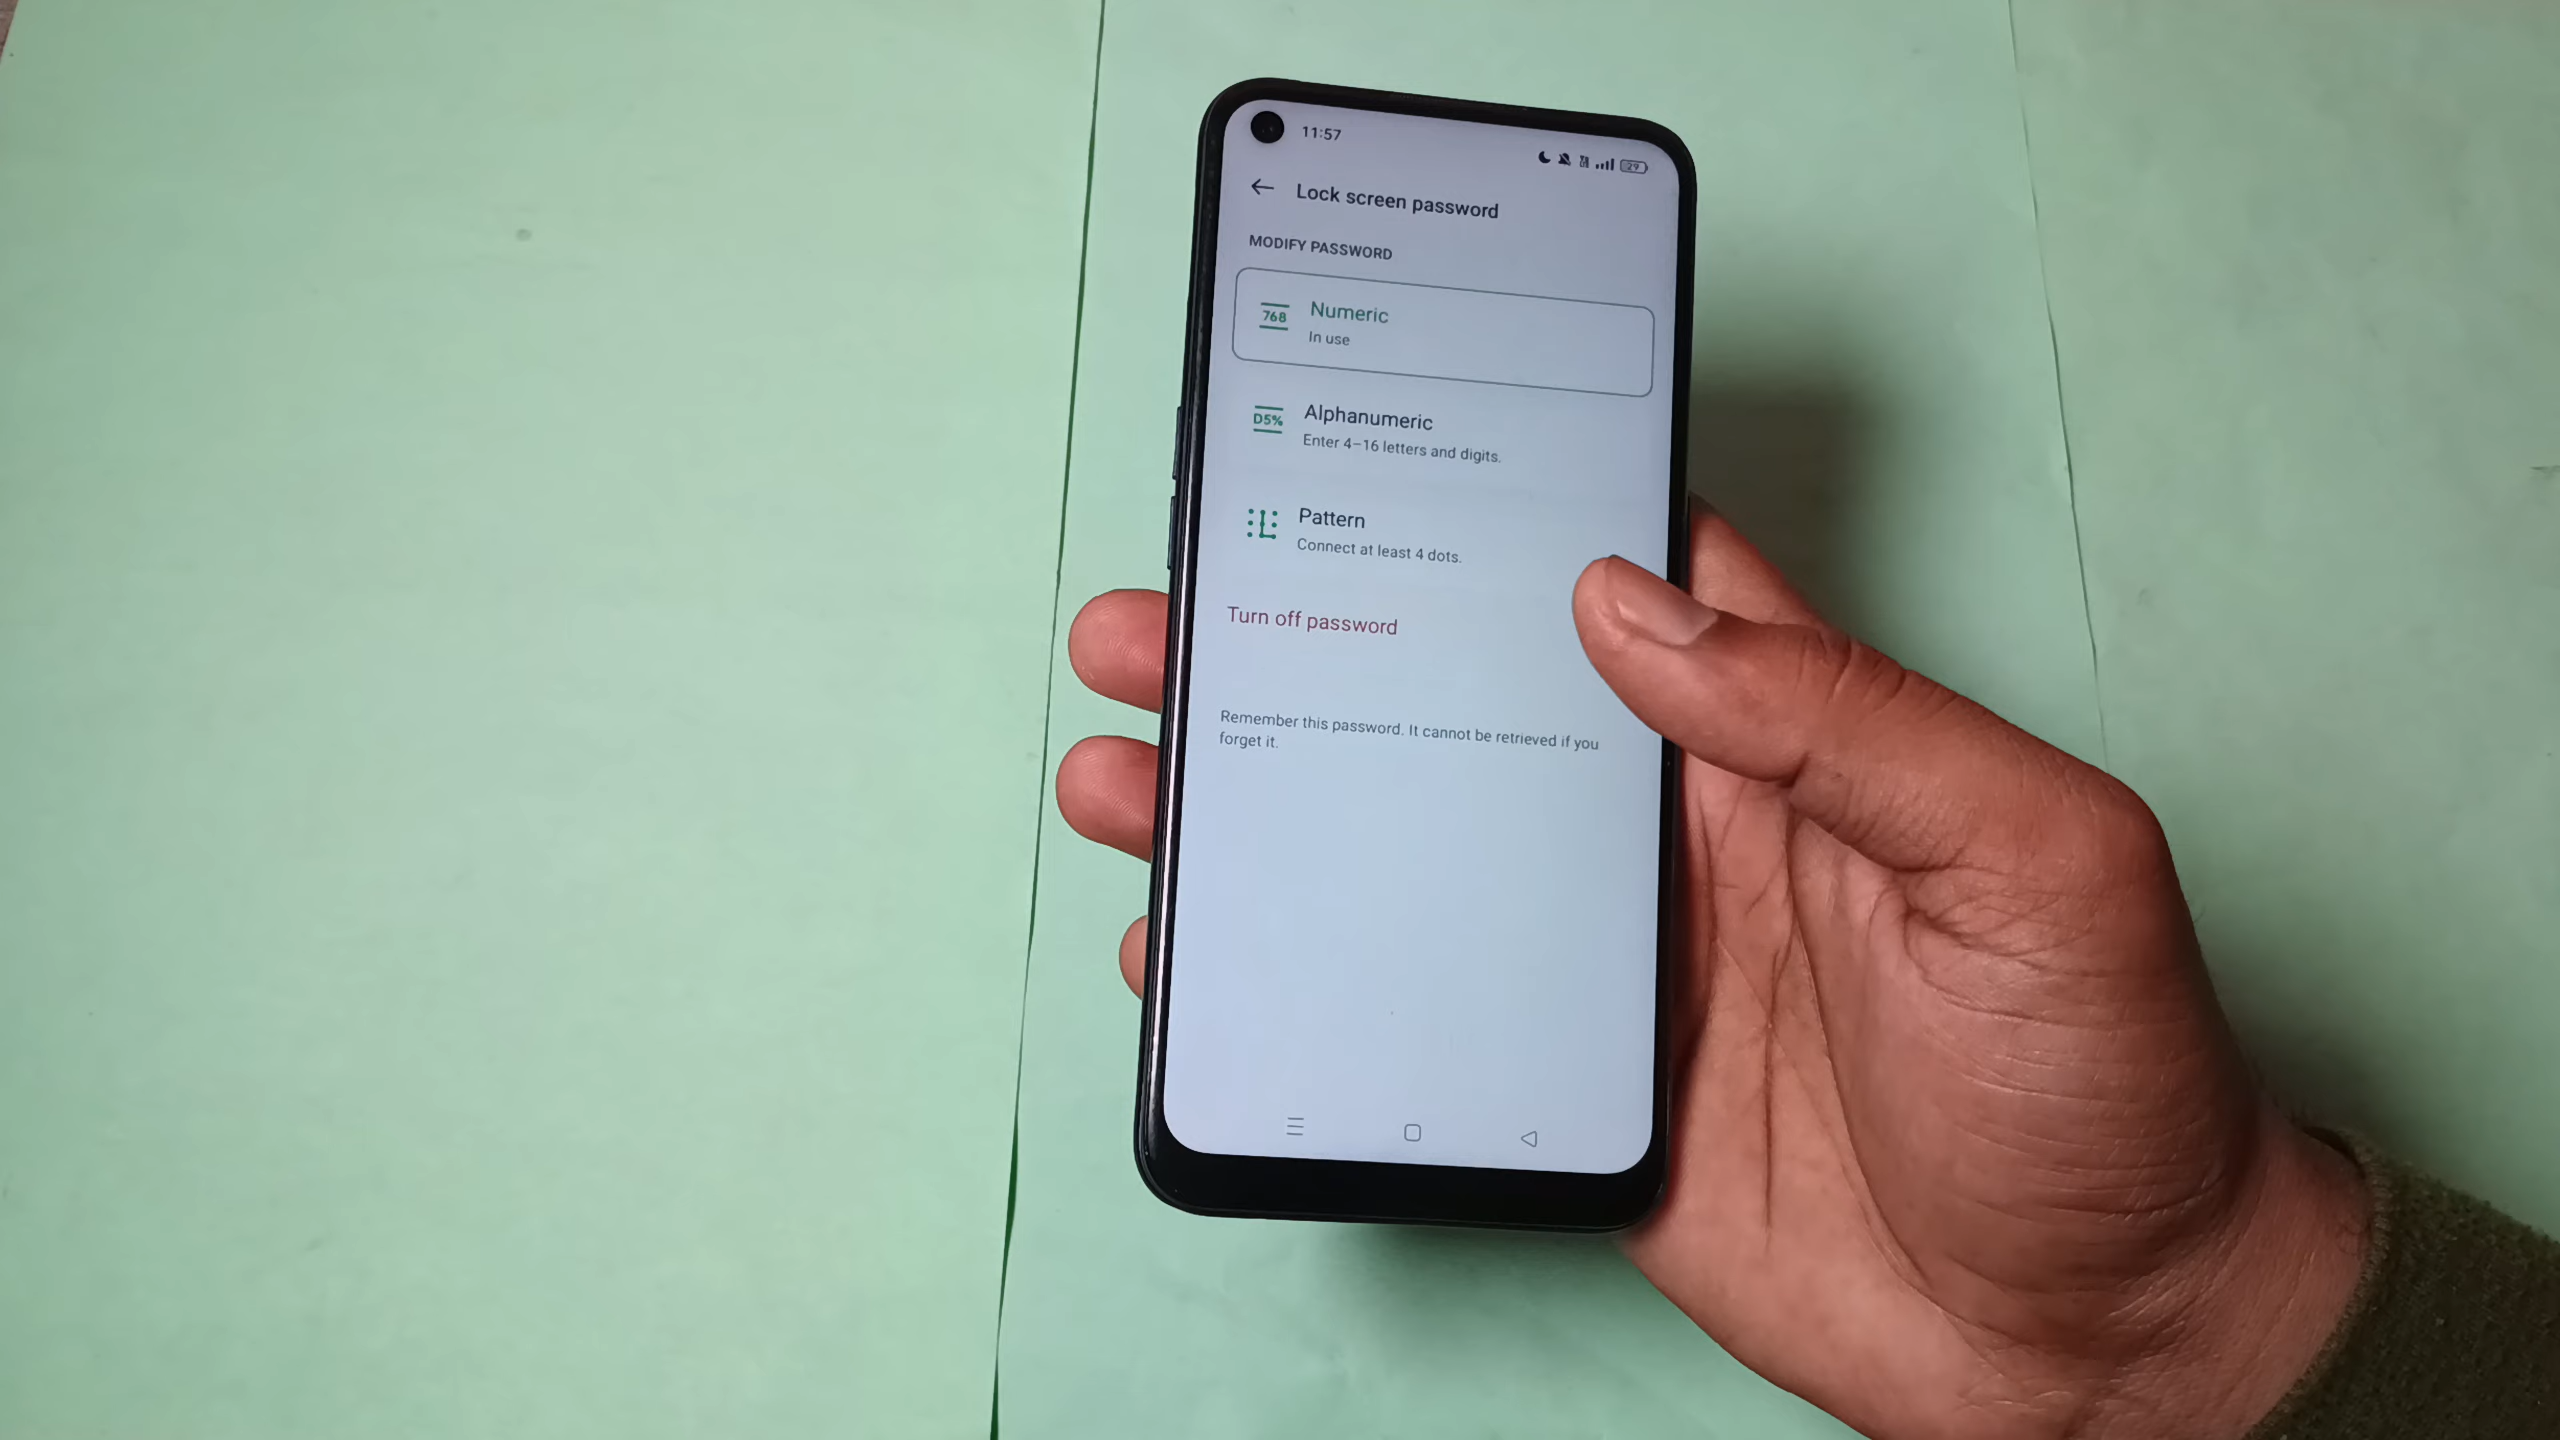 11:57
29
Lock screen password
MODIFY PASSWORD
768
Numeric
In use
D5%
Alphanumeric
Enter 4–16 letters and digits.
Pattern
Connect at least 4 dots.
Turn off password
Remember this password. It cannot be retrieved if you
forget it.